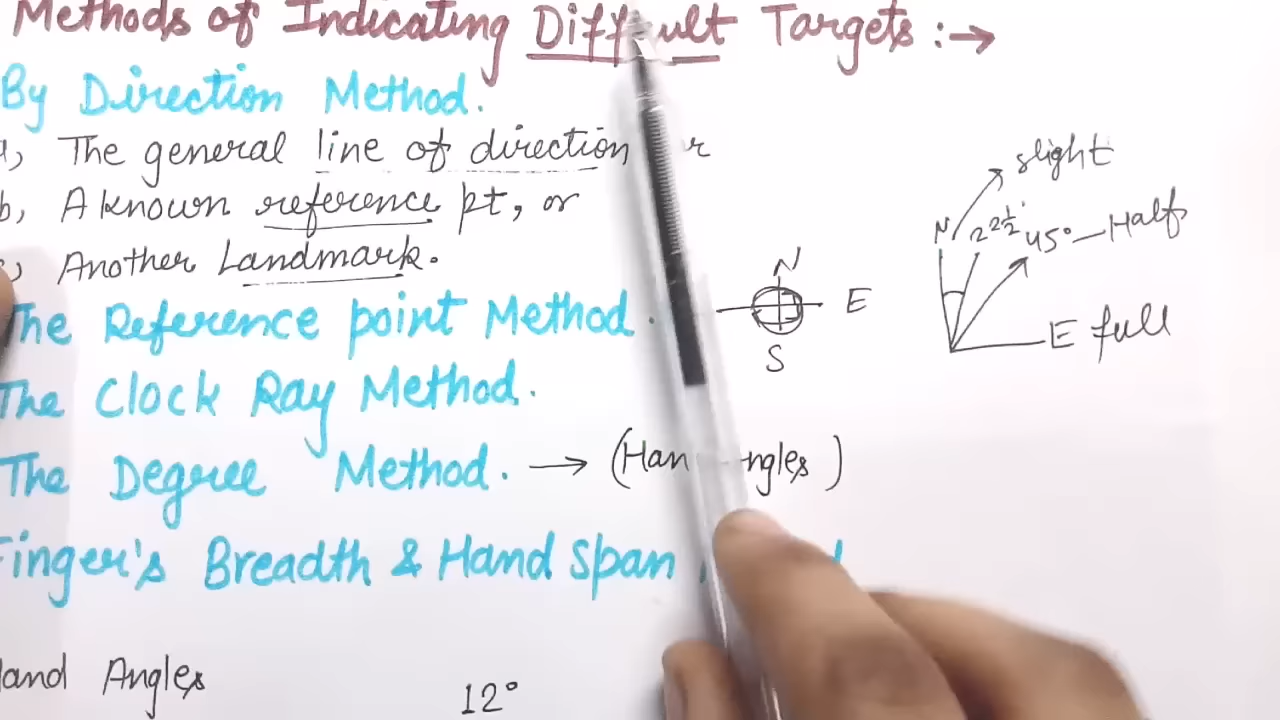 Methods of Indicating Targets :→
By Direction Method.
The general line of direction
b, A known reference pt, or
Another Landmark.
The Reference point Method.
The Clock Ray Method.
The Degree Method. → (Han ngles)
Finger's Breadth & Hand Span
Hand Angles
12°
N
E
S
slight
N 22½° 45° — Half
E full